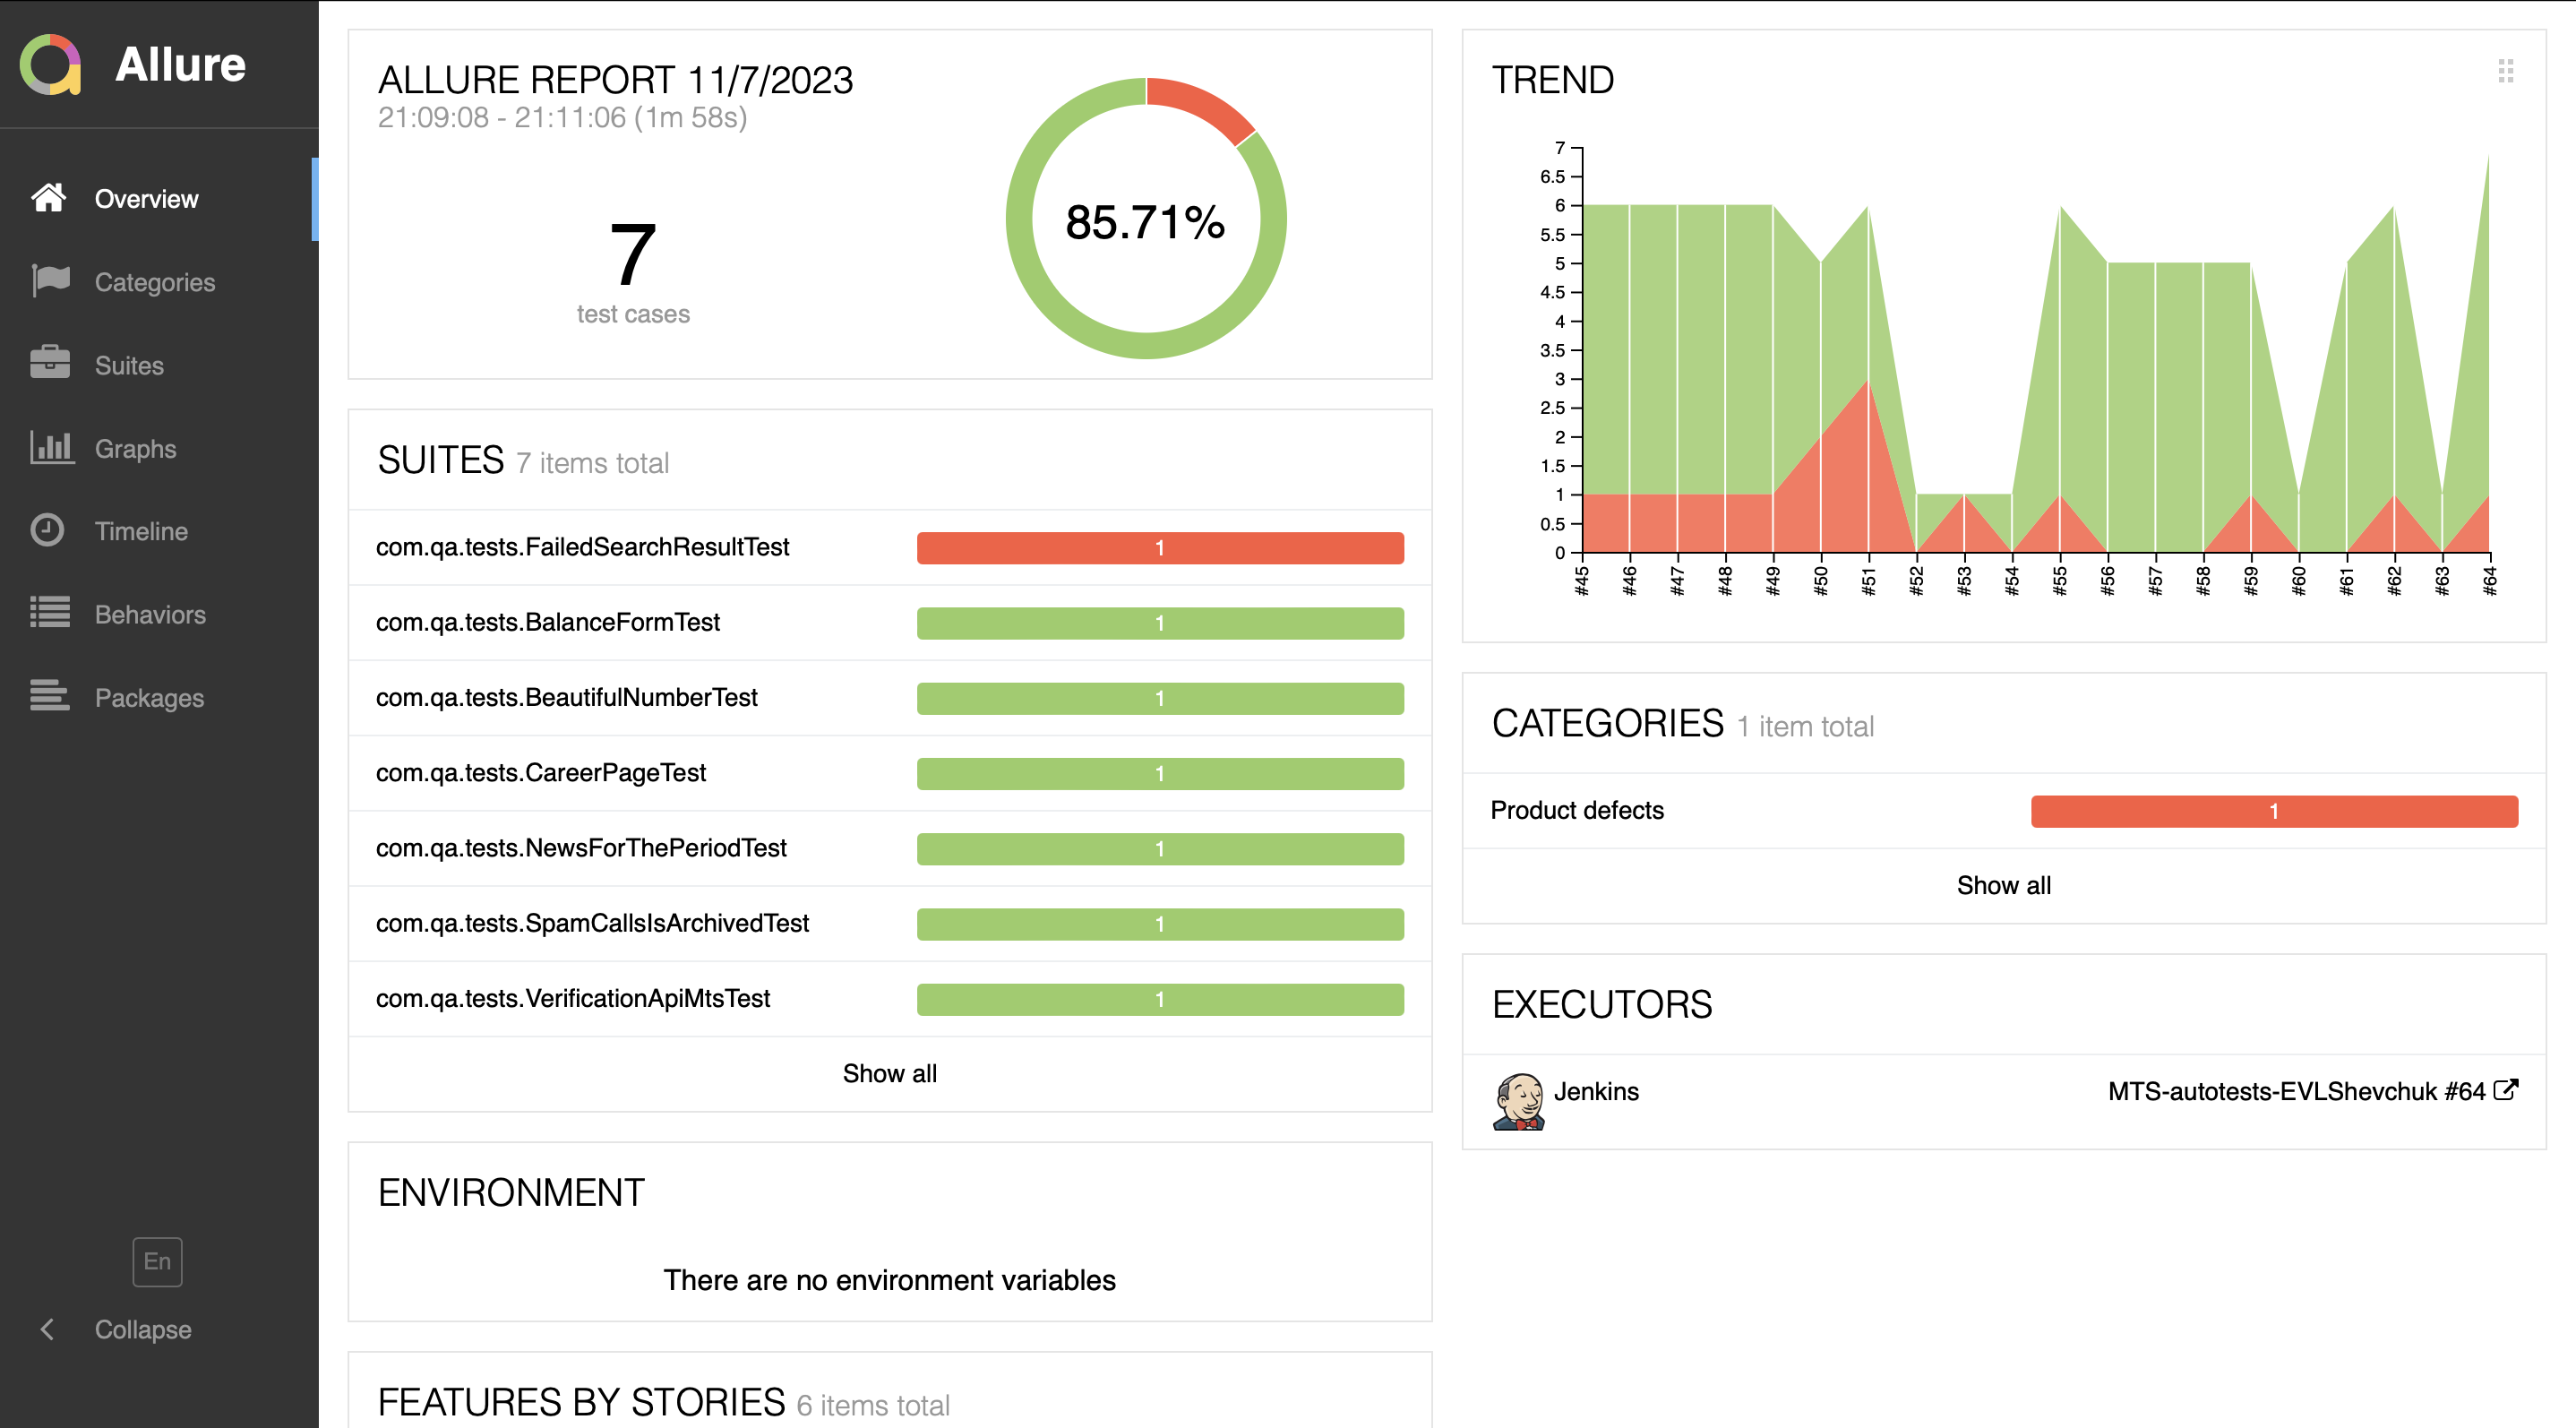 Allure
Overview
Categories
Suites
Graphs
Timeline
Behaviors
Packages
En
Collapse
ALLURE REPORT 11/7/2023
21:09:08 - 21:11:06 (1m 58s)
7
test cases
85.71%
SUITES 7 items total
com.qa.tests.FailedSearchResultTest 1
com.qa.tests.BalanceFormTest 1
com.qa.tests.BeautifulNumberTest 1
com.qa.tests.CareerPageTest 1
com.qa.tests.NewsForThePeriodTest 1
com.qa.tests.SpamCallsIsArchivedTest 1
com.qa.tests.VerificationApiMtsTest 1
Show all
ENVIRONMENT
There are no environment variables
FEATURES BY STORIES 6 items total
TREND
7
6.5
6
5.5
5
4.5
4
3.5
3
2.5
2
1.5
1
0.5
0
#45 #46 #47 #48 #49 #50 #51 #52 #53 #54 #55 #56 #57 #58 #59 #60 #61 #62 #63 #64
CATEGORIES 1 item total
Product defects 1
Show all
EXECUTORS
Jenkins MTS-autotests-EVLShevchuk #64